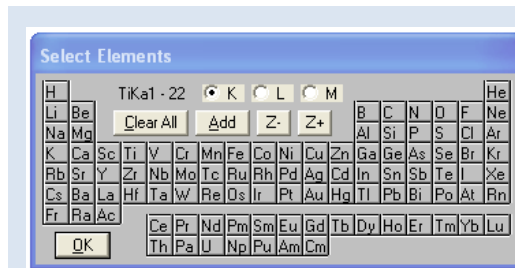 Select Elements
H TiKa1 - 22 K L M He
Li Be Clear All Add Z- Z+ B C N O F Ne
Na Mg Al Si P S Cl Ar
K Ca Sc Ti V Cr Mn Fe Co Ni Cu Zn Ga Ge As Se Br Kr
Rb Sr Y Zr Nb Mo Tc Ru Rh Pd Ag Cd In Sn Sb Te I Xe
Cs Ba La Hf Ta W Re Os Ir Pt Au Hg Tl Pb Bi Po At Rn
Fr Ra Ac
Ce Pr Nd Pm Sm Eu Gd Tb Dy Ho Er Tm Yb Lu
OK Th Pa U Np Pu Am Cm